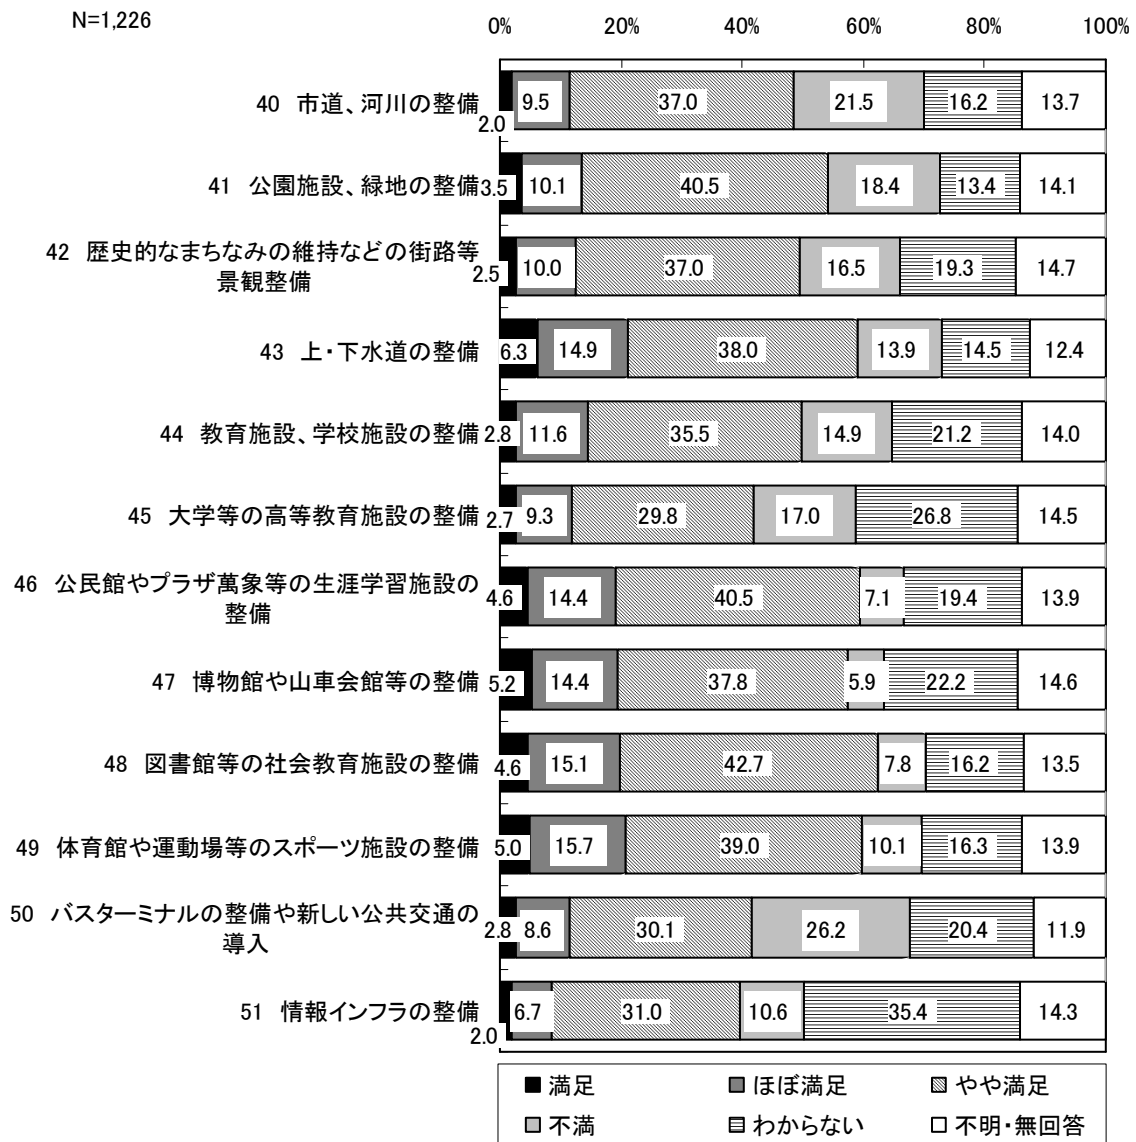 N=1,226
0% 20% 40% 60% 80% 100%
40 市道、河川の整備 2.0 9.5 37.0 21.5 16.2 13.7
41 公園施設、緑地の整備 3.5 10.1 40.5 18.4 13.4 14.1
42 歴史的なまちなみの維持などの街路等
景観整備 2.5 10.0 37.0 16.5 19.3 14.7
43 上・下水道の整備 6.3 14.9 38.0 13.9 14.5 12.4
44 教育施設、学校施設の整備 2.8 11.6 35.5 14.9 21.2 14.0
45 大学等の高等教育施設の整備 2.7 9.3 29.8 17.0 26.8 14.5
46 公民館やプラザ萬象等の生涯学習施設の
整備 4.6 14.4 40.5 7.1 19.4 13.9
47 博物館や山車会館等の整備 5.2 14.4 37.8 5.9 22.2 14.6
48 図書館等の社会教育施設の整備 4.6 15.1 42.7 7.8 16.2 13.5
49 体育館や運動場等のスポーツ施設の整備 5.0 15.7 39.0 10.1 16.3 13.9
50 バスターミナルの整備や新しい公共交通の
導入 2.8 8.6 30.1 26.2 20.4 11.9
51 情報インフラの整備 2.0 6.7 31.0 10.6 35.4 14.3
満足 ほぼ満足 やや満足
不満 わからない 不明・無回答